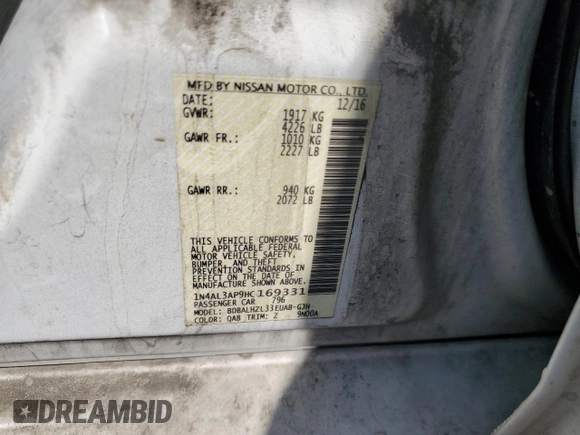 MFD.BY NISSAN MOTOR CO., LTD.
DATE: 12/16
GVWR: 1917 KG
4226 LB
GAWR FR.: 1010 KG
2227 LB
GAWR RR.: 940 KG
2072 LB
THIS VEHICLE CONFORMS
TO ALL APPLICABLE FEDERAL
MOTOR VEHICLE SAFETY,
BUMPER, AND THEFT
PREVENTION STANDARDS IN
EFFECT ON THE DATE OF
MANUFACTURE SHOWN ABOVE.
1N4AL3AP9HC169331
PASSENGER CAR 796
MODEL: BDBALHZL33EUAB-GJH
COLOR: QAB TRIM: Z 9N00A
DREAMBID